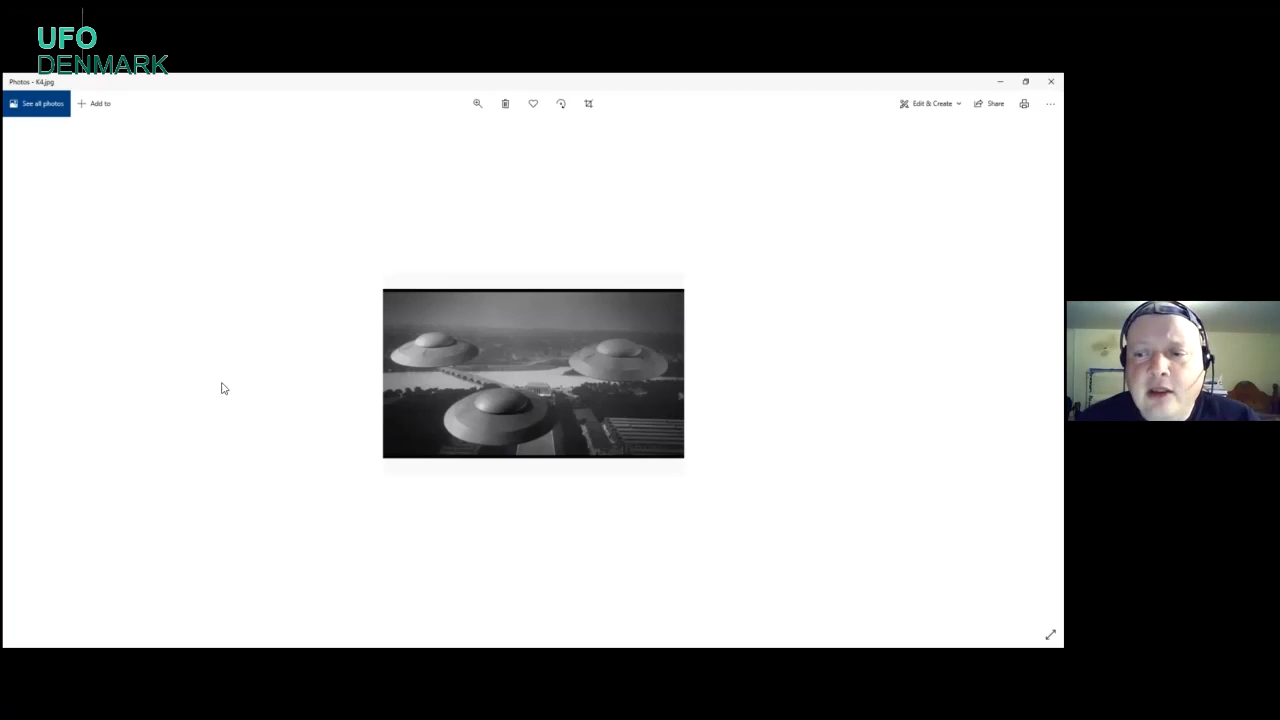 UFO
DENMARK
Photos - K4.jpg
See all photos
Add to
Edit & Create
Share